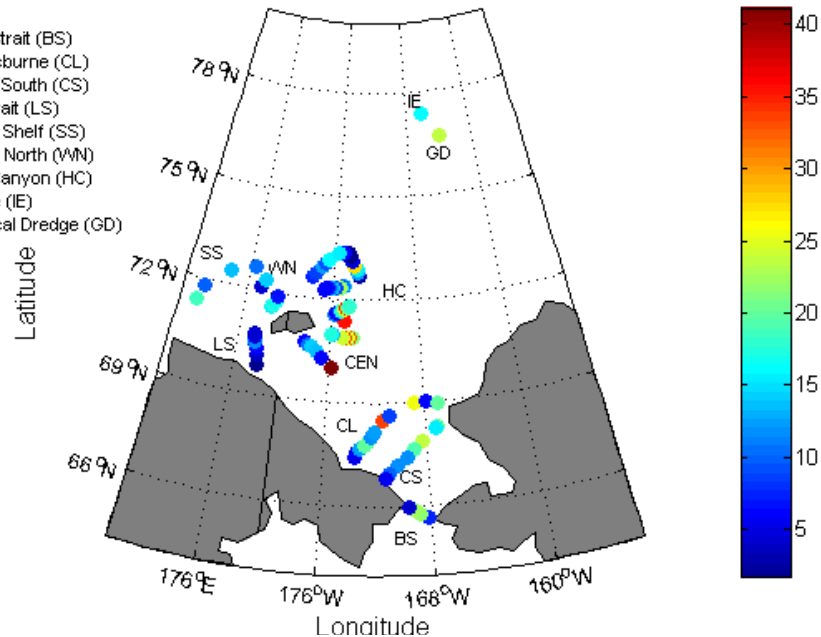 trait (BS)
cburne (CL)
South (CS)
ait (LS)
Shelf (SS)
North (WN)
anyon (HC)
(IE)
cal Dredge (GD)
78°N
75°N
72°N
69°N
66°N
Latitude
IE
GD
SS
WN
HC
LS
CEN
CL
CS
BS
176°E
176°W
168°W
160°W
Longitude
40
35
30
25
20
15
10
5